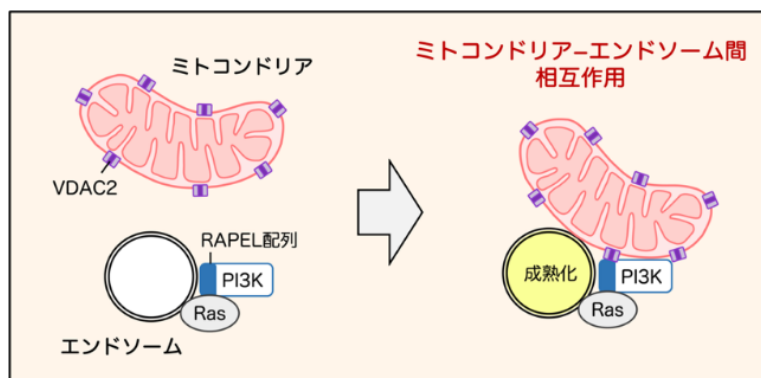 ミトコンドリア
VDAC2
RAPEL配列
PI3K
Ras
エンドソーム
ミトコンドリア–エンドソーム間
相互作用
成熟化
PI3K
Ras